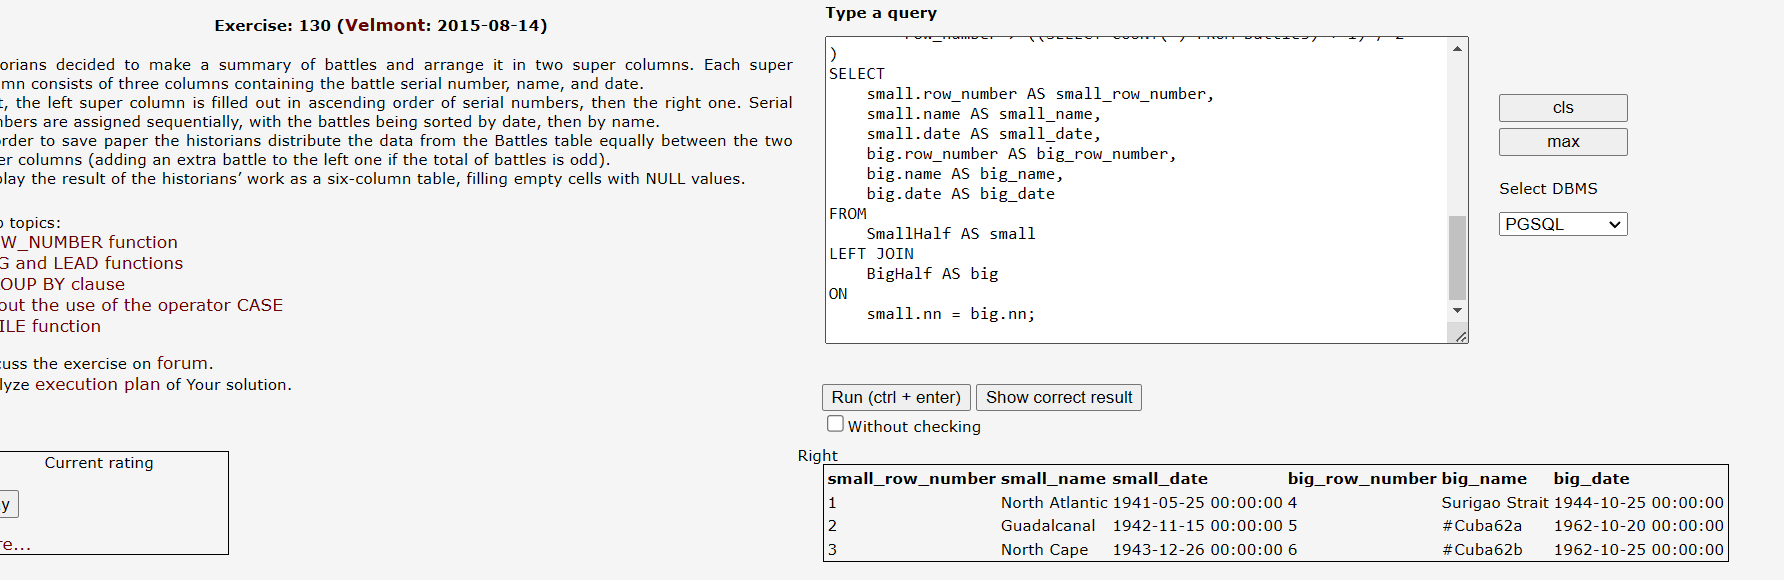 Exercise: 130 (Velmont: 2015-08-14)
orians decided to make a summary of battles and arrange it in two super columns. Each super
mn consists of three columns containing the battle serial number, name, and date.
t, the left super column is filled out in ascending order of serial numbers, then the right one. Serial
bers are assigned sequentially, with the battles being sorted by date, then by name.
order to save paper the historians distribute the data from the Battles table equally between the two
er columns (adding an extra battle to the left one if the total of battles is odd).
play the result of the historians’ work as a six-column table, filling empty cells with NULL values.
topics:
W_NUMBER function
G and LEAD functions
OUP BY clause
out the use of the operator CASE
ILE function
cuss the exercise on forum.
lyze execution plan of Your solution.
Current rating
y
re...
Type a query
)
SELECT
small.row_number AS small_row_number,
small.name AS small_name,
small.date AS small_date,
big.row_number AS big_row_number,
big.name AS big_name,
big.date AS big_date
FROM
SmallHalf AS small
LEFT JOIN
BigHalf AS big
ON
small.nn = big.nn;
cls
max
Select DBMS
PGSQL
Run (ctrl + enter) Show correct result
Without checking
Right
small_row_number small_name small_date big_row_number big_name big_date
1 North Atlantic 1941-05-25 00:00:00 4 Surigao Strait 1944-10-25 00:00:00
2 Guadalcanal 1942-11-15 00:00:00 5 #Cuba62a 1962-10-20 00:00:00
3 North Cape 1943-12-26 00:00:00 6 #Cuba62b 1962-10-25 00:00:00